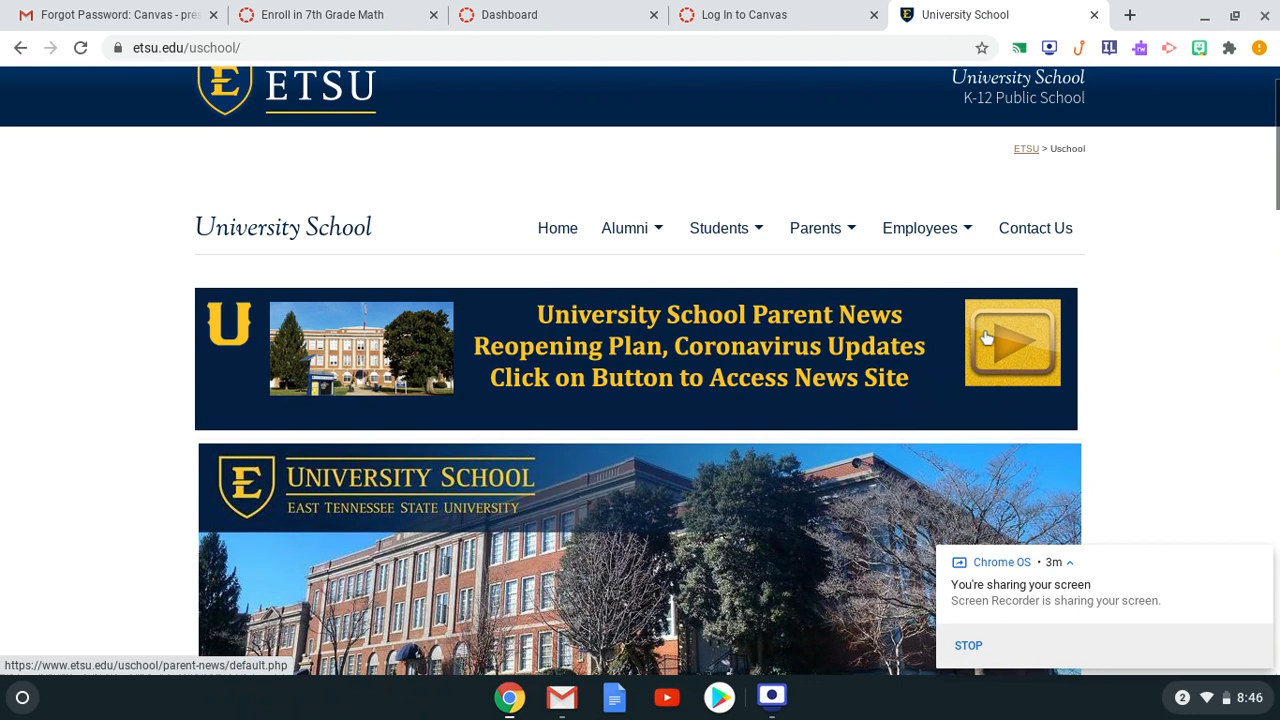 Forgot Password: Canvas - pres
Enroll in 7th Grade Math
Dashboard
Log In to Canvas
University School
etsu.edu/uschool/
E ETSU
University School
K-12 Public School
ETSU > Uschool
University School
Home Alumni Students Parents Employees Contact Us
U
University School Parent News
Reopening Plan, Coronavirus Updates
Click on Button to Access News Site
E UNIVERSITY SCHOOL
EAST TENNESSEE STATE UNIVERSITY
Chrome OS • 3m
You're sharing your screen
Screen Recorder is sharing your screen.
STOP
https://www.etsu.edu/uschool/parent-news/default.php
2 8:46